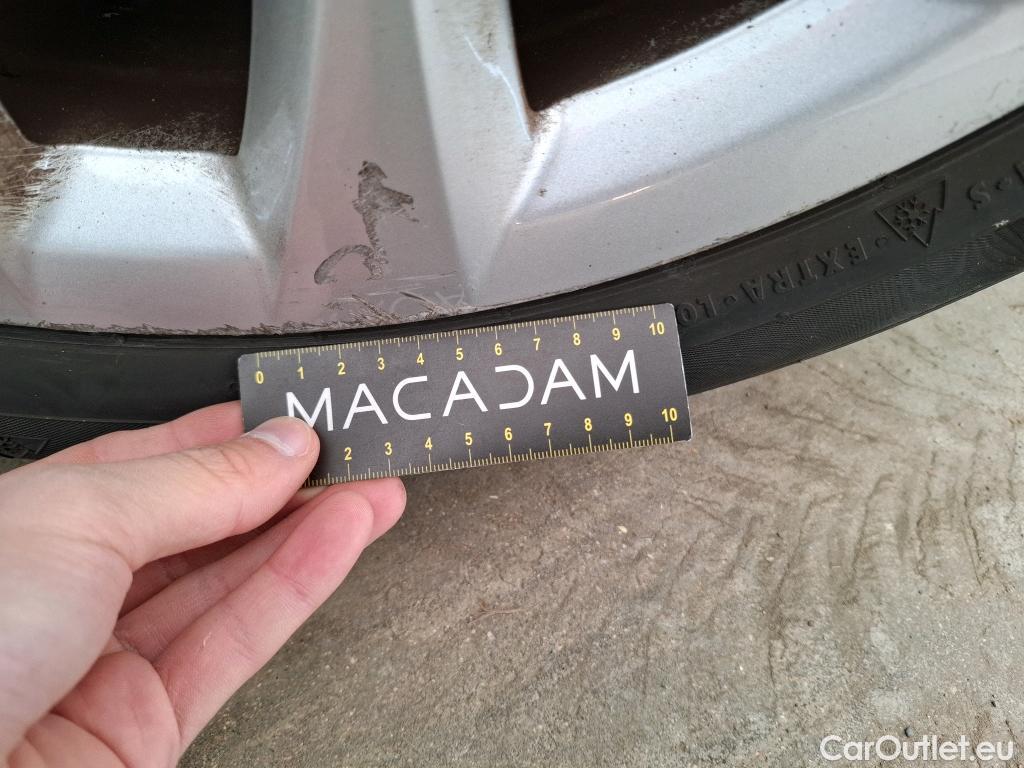 M • S
• EXTRA • LO
0 1 2 3 4 5 6 7 8 9 10
MACADAM
2 3 4 5 6 7 8 9 10
CarOutlet.eu